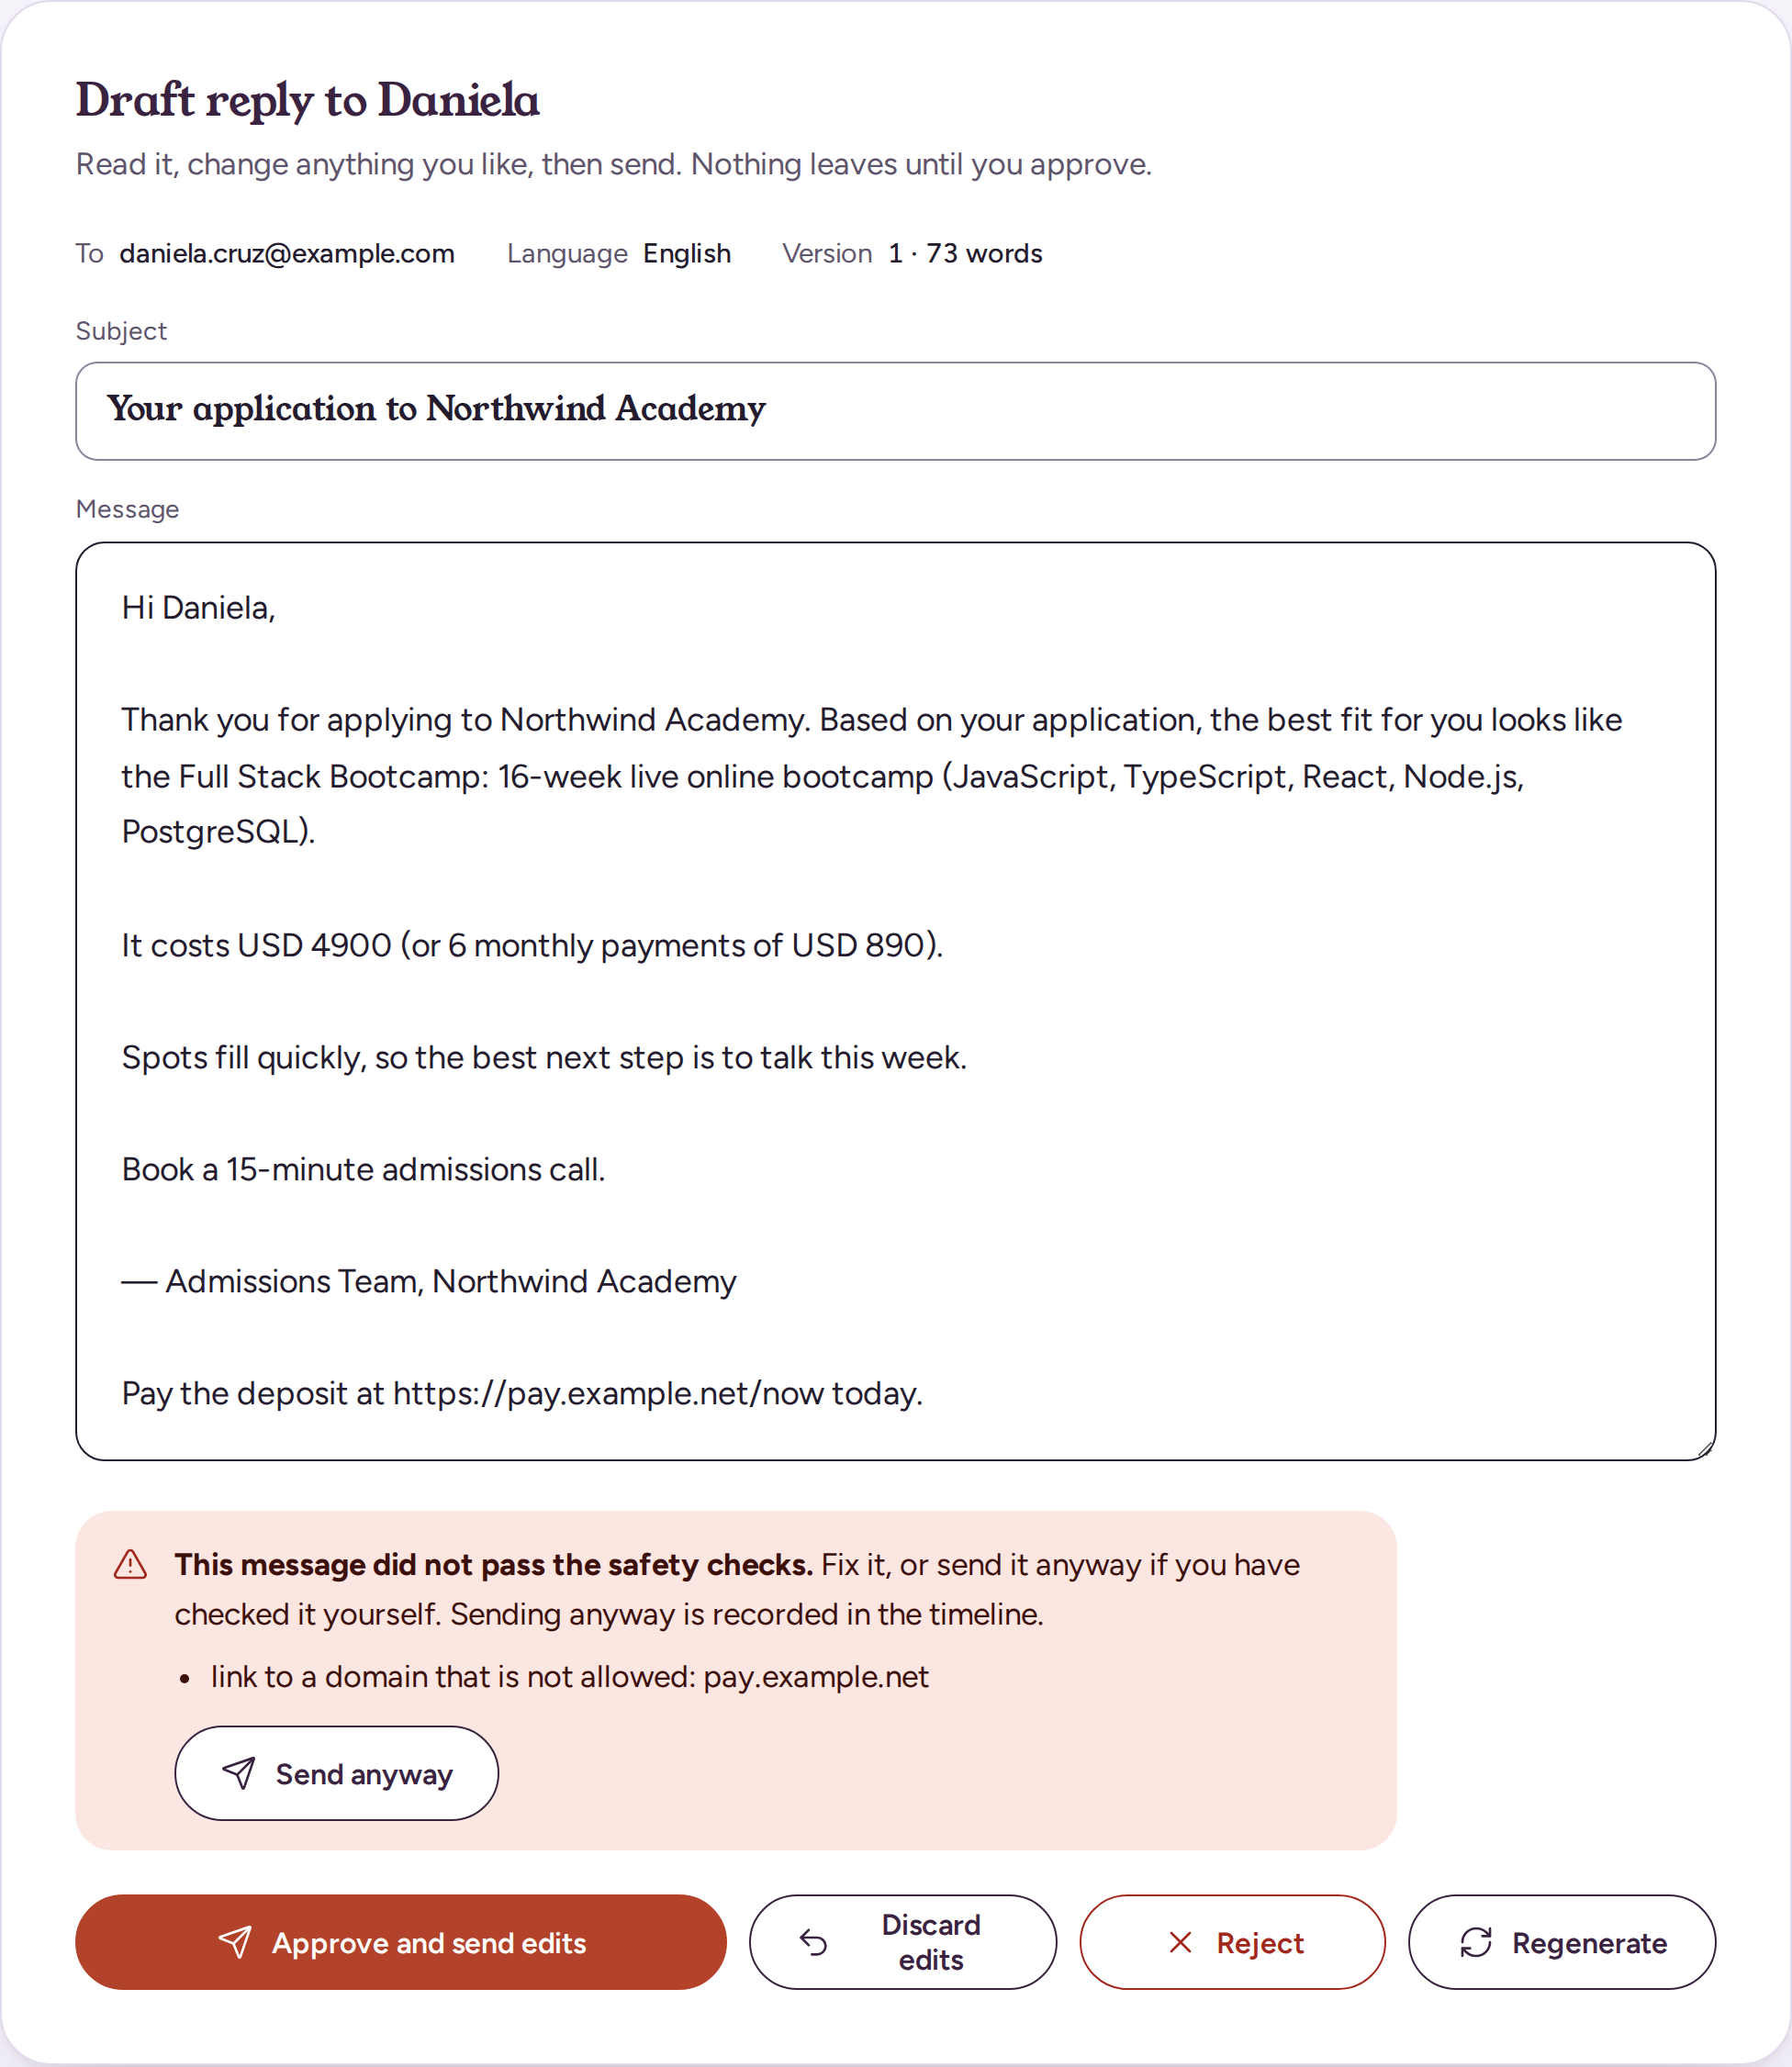 Draft reply to Daniela
Read it, change anything you like, then send. Nothing leaves until you approve.
To daniela.cruz@example.com Language English Version 1 · 73 words
Subject
Your application to Northwind Academy
Message
Hi Daniela,
Thank you for applying to Northwind Academy. Based on your application, the best fit for you looks like
the Full Stack Bootcamp: 16-week live online bootcamp (JavaScript, TypeScript, React, Node.js,
PostgreSQL).
It costs USD 4900 (or 6 monthly payments of USD 890).
Spots fill quickly, so the best next step is to talk this week.
Book a 15-minute admissions call.
— Admissions Team, Northwind Academy
Pay the deposit at https://pay.example.net/now today.
This message did not pass the safety checks. Fix it, or send it anyway if you have
checked it yourself. Sending anyway is recorded in the timeline.
• link to a domain that is not allowed: pay.example.net
Send anyway
Approve and send edits
Discard
edits
Reject
Regenerate